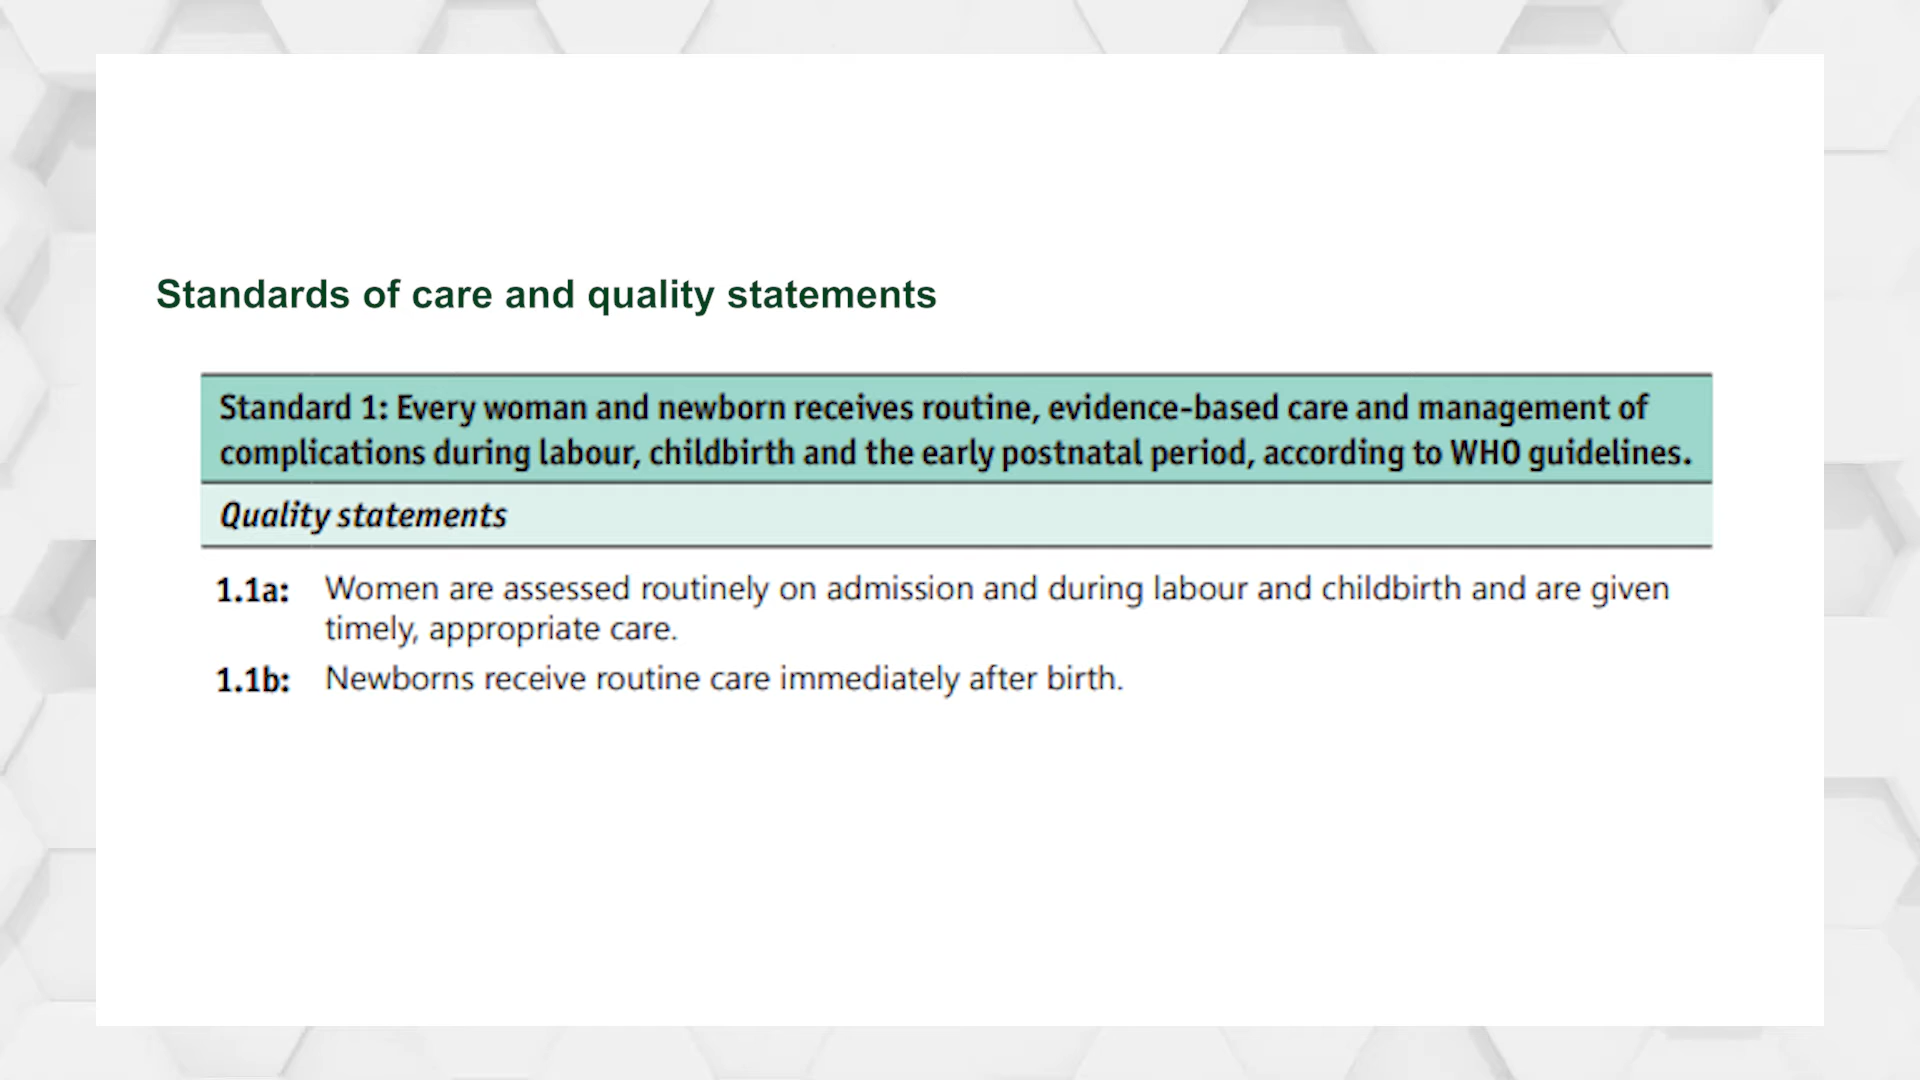 Standards of care and quality statements
Standard 1: Every woman and newborn receives routine, evidence-based care and management of
complications during labour, childbirth and the early postnatal period, according to WHO guidelines.
Quality statements
1.1a: Women are assessed routinely on admission and during labour and childbirth and are given
timely, appropriate care.
1.1b: Newborns receive routine care immediately after birth.